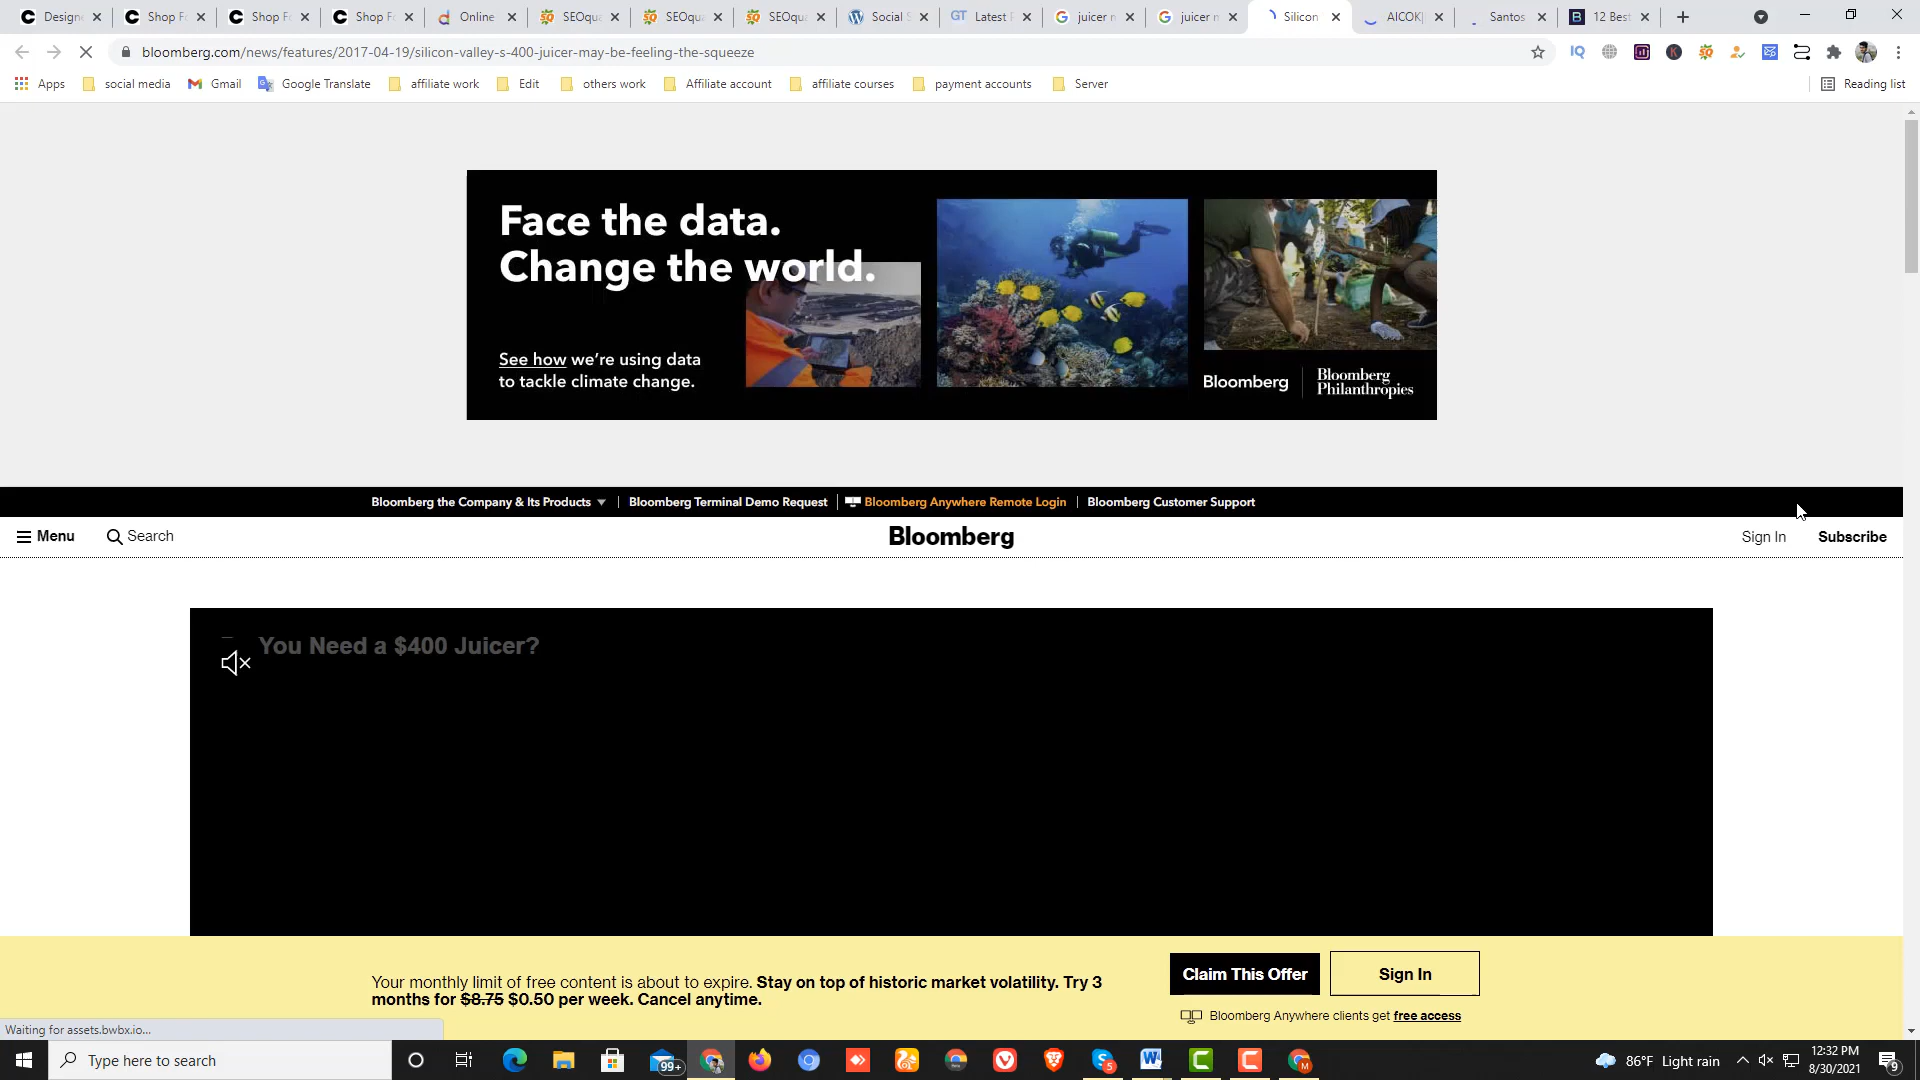 Design
Shop Fo
Shop Fo
Shop Fo
Online
SEOqua
SEOqua
SEOqua
Social S
Latest P
juicer m
juicer m
Silicon
AICOK|
Santos
12 Best
bloomberg.com/news/features/2017-04-19/silicon-valley-s-400-juicer-may-be-feeling-the-squeeze
Apps social media Gmail Google Translate affiliate work Edit others work Affiliate account affiliate courses payment accounts Server Reading list
Face the data.
Change the world.
See how we're using data
to tackle climate change.
Bloomberg
Bloomberg
Philanthropies
Bloomberg the Company & Its Products Bloomberg Terminal Demo Request Bloomberg Anywhere Remote Login Bloomberg Customer Support
Menu Search Bloomberg Sign In Subscribe
You Need a $400 Juicer?
Your monthly limit of free content is about to expire. Stay on top of historic market volatility. Try 3
months for $8.75 $0.50 per week. Cancel anytime.
Claim This Offer Sign In
Bloomberg Anywhere clients get free access
Waiting for assets.bwbx.io...
Type here to search
99+
5
86°F Light rain
12:32 PM
8/30/2021
9